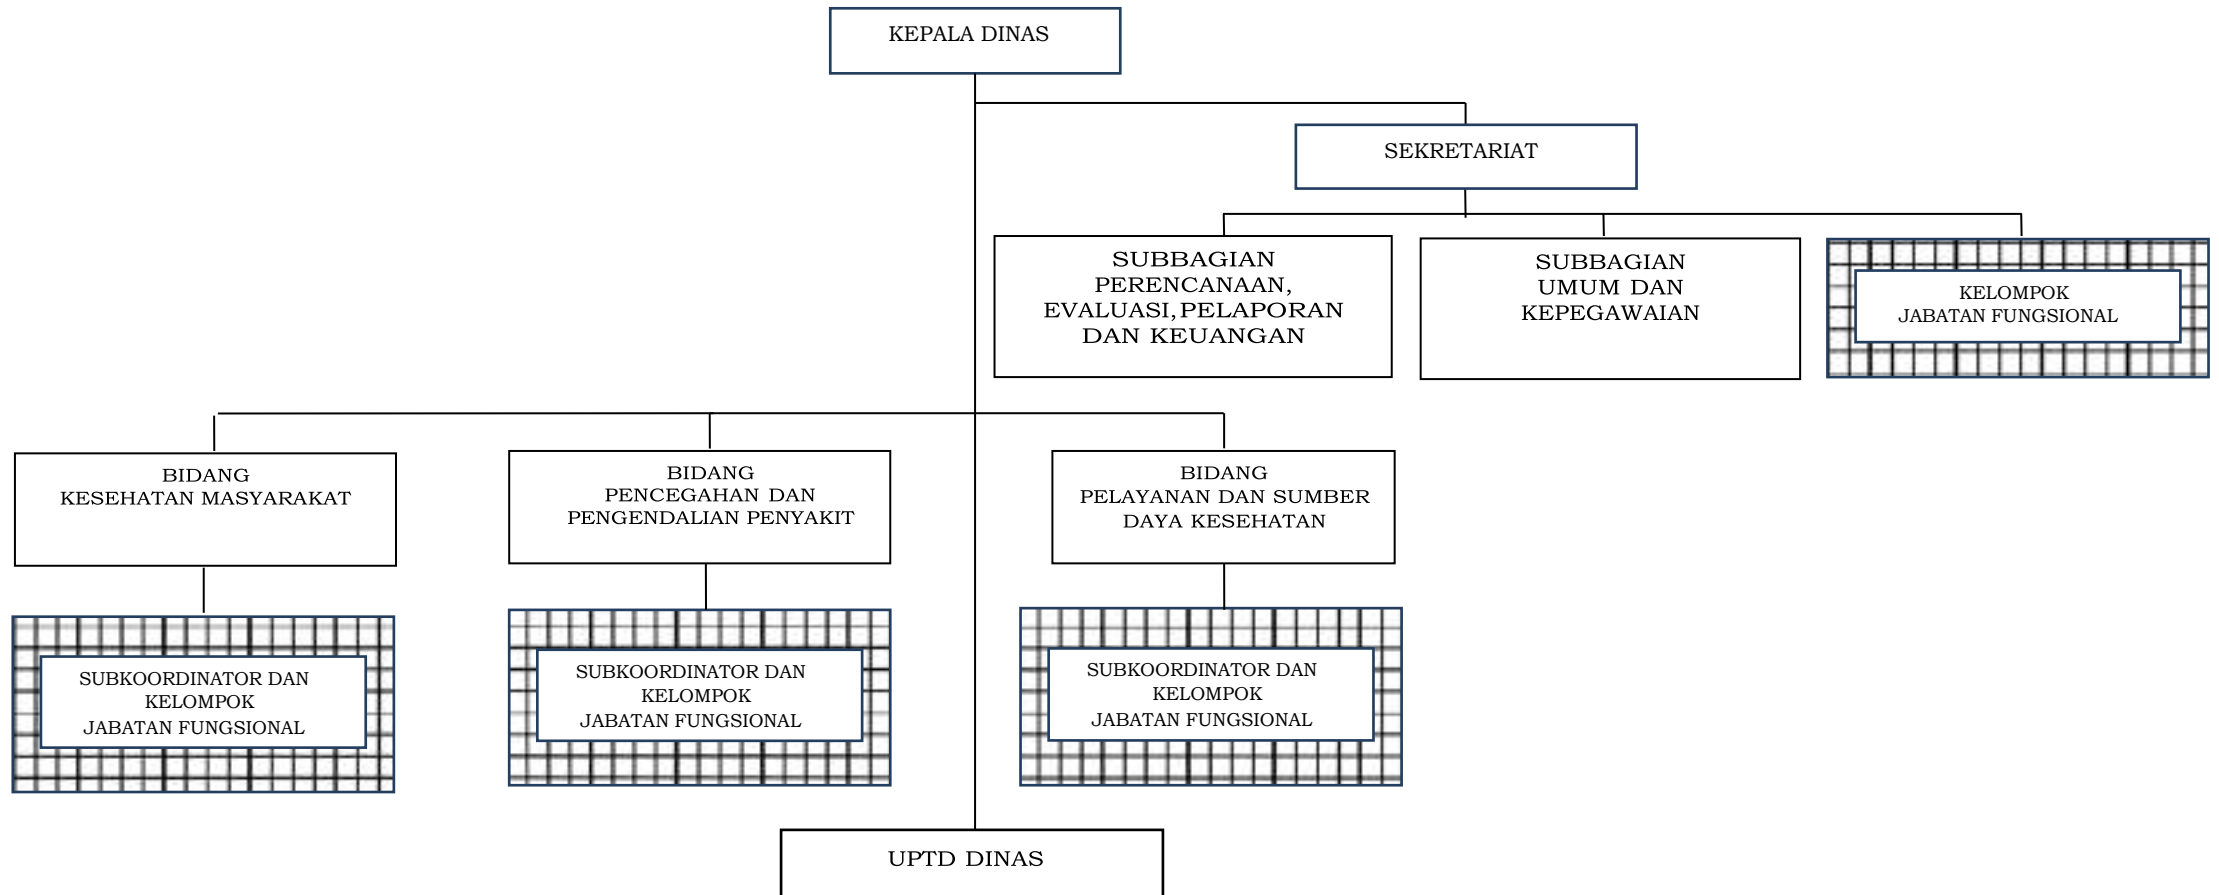 KEPALA DINAS
SEKRETARIAT
SUBBAGIAN
PERENCANAAN,
EVALUASI, PELAPORAN
DAN KEUANGAN
SUBBAGIAN
UMUM DAN
KEPEGAWAIAN
KELOMPOK
JABATAN FUNGSIONAL
BIDANG
KESEHATAN MASYARAKAT
BIDANG
PENCEGAHAN DAN
PENGENDALIAN PENYAKIT
BIDANG
PELAYANAN DAN SUMBER
DAYA KESEHATAN
SUBKOORDINATOR DAN
KELOMPOK
JABATAN FUNGSIONAL
SUBKOORDINATOR DAN
KELOMPOK
JABATAN FUNGSIONAL
SUBKOORDINATOR DAN
KELOMPOK
JABATAN FUNGSIONAL
UPTD DINAS